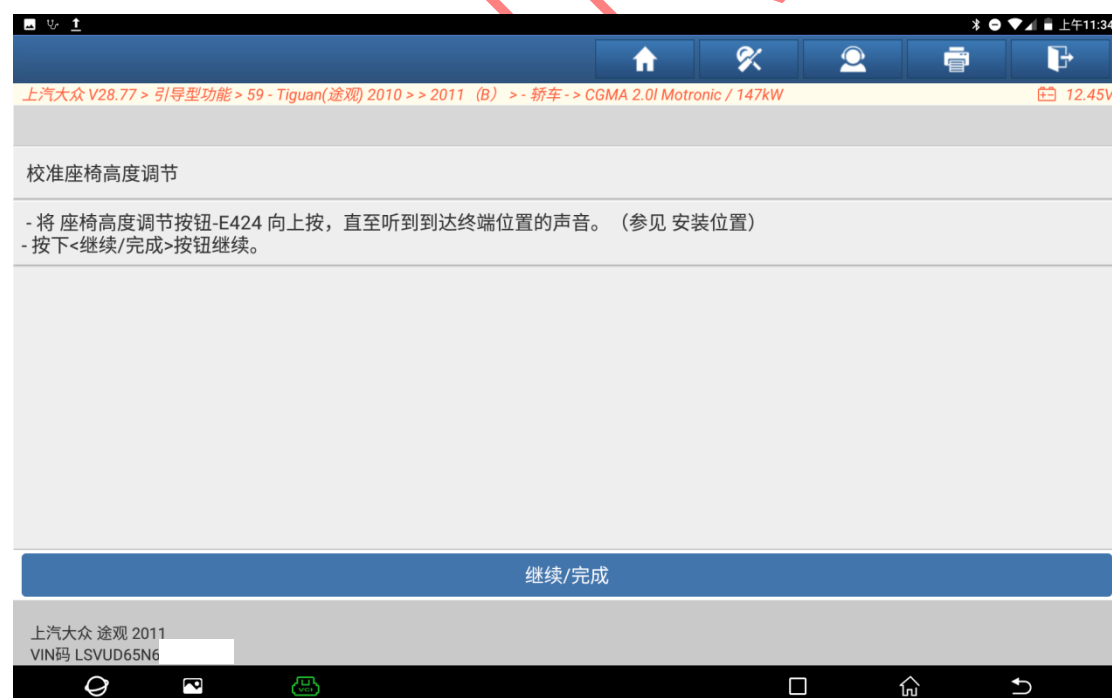 上午11:34
上汽大众 V28.77 > 引导型功能 > 59 - Tiguan(途观) 2010 > > 2011（B） > - 轿车 - > CGMA 2.0l Motronic / 147kW 12.45V
校准座椅高度调节
- 将 座椅高度调节按钮-E424 向上按，直至听到到达终端位置的声音。（参见 安装位置）
- 按下<继续/完成>按钮继续。
继续/完成
上汽大众 途观 2011
VIN码 LSVUD65N6
VCI